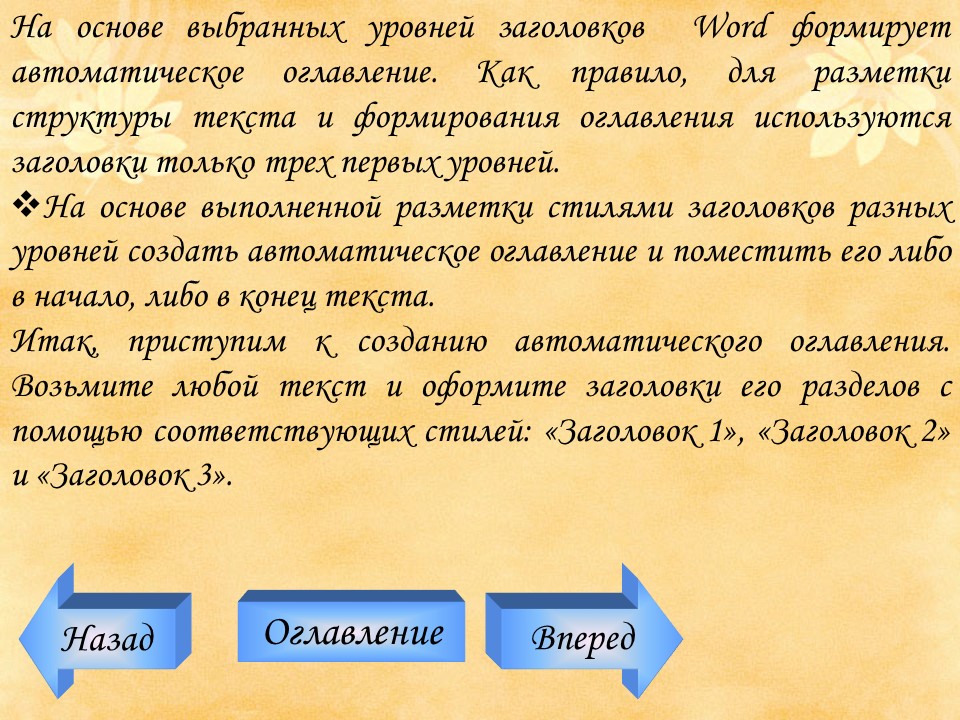 На основе выбранных уровней заголовков Word формирует
автоматическое оглавление. Как правило, для разметки
структуры текста и формирования оглавления используются
заголовки только трех первых уровней.
❖На основе выполненной разметки стилями заголовков разных
уровней создать автоматическое оглавление и поместить его либо
в начало, либо в конец текста.
Итак, приступим к созданию автоматического оглавления.
Возьмите любой текст и оформите заголовки его разделов с
помощью соответствующих стилей: «Заголовок 1», «Заголовок 2»
и «Заголовок 3».
Назад
Оглавление
Вперед